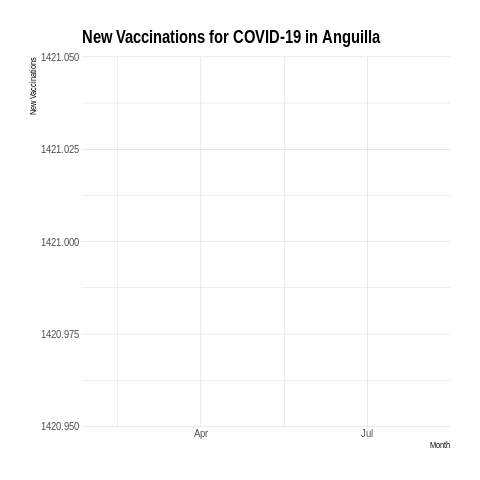 New Vaccinations for COVID-19 in Anguilla
New Vaccinations
1421.050
1421.025
1421.000
1420.975
1420.950
Apr
Jul
Month